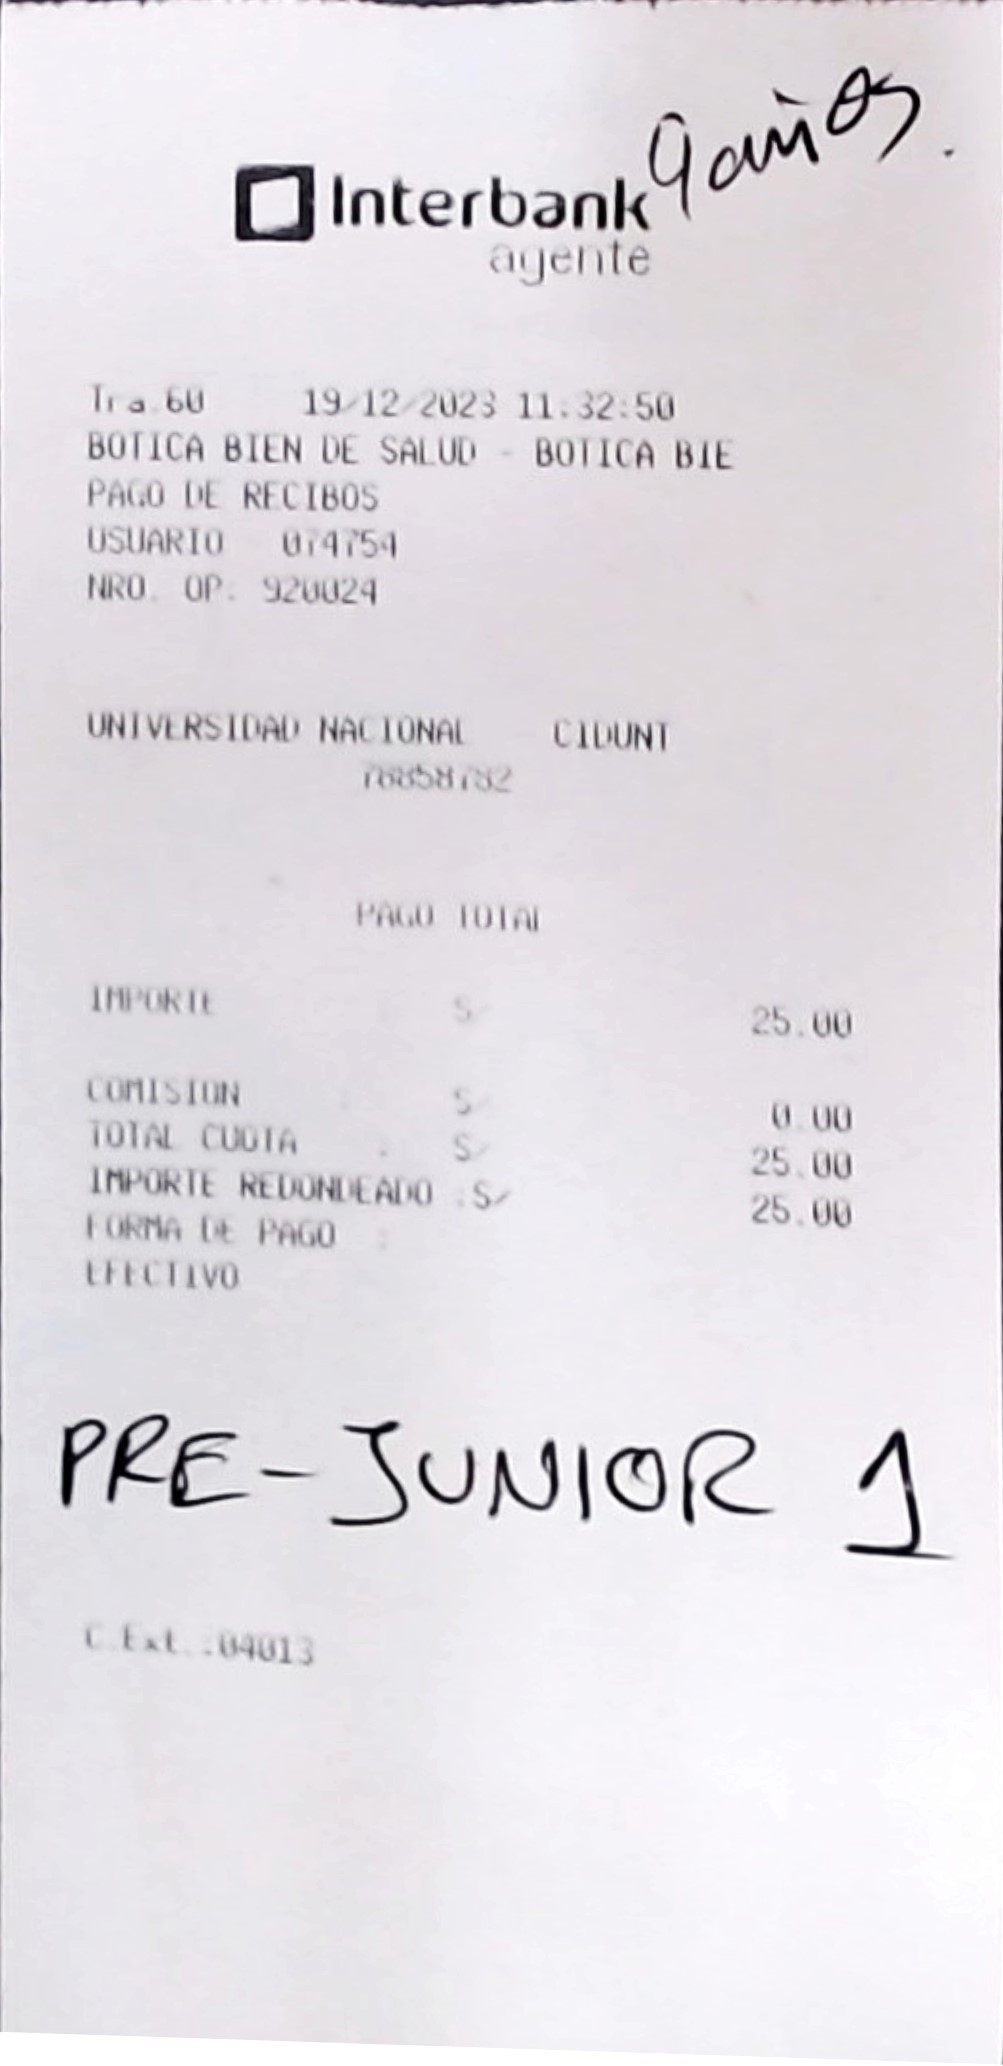 9 años.
Interbank
agente
Tra.60 19/12/2023 11:32:50
BOTICA BIEN DE SALUD - BOTICA BIE
PAGO DE RECIBOS
USUARIO 074754
NRO. OP. 920024
UNIVERSIDAD NACIONAL CIDUNT
76858782
PAGO TOTAL
IMPORTE S/ 25.00
COMISION S/ 0.00
TOTAL CUOTA : S/ 25.00
IMPORTE REDONDEADO :S/ 25.00
FORMA DE PAGO :
EFECTIVO
PRE-JUNIOR 1
C.Ext.:04013